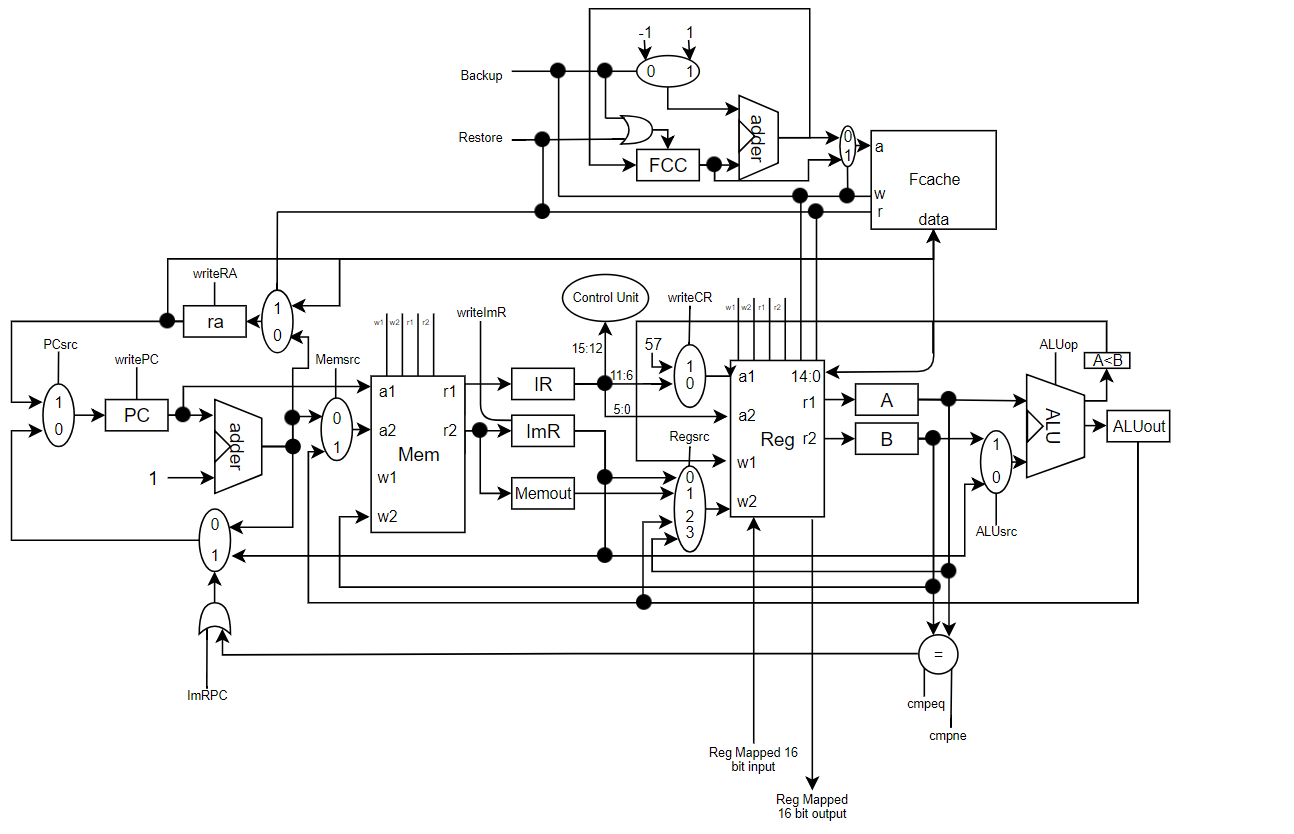 -1 1
Backup
0 1
Restore
adder
0
1
a
FCC
Fcache
w
r
data
writeRA
ra
1
0
Control Unit
writeCR
w1 w2 r1 r2
writeImR
w1 w2 r1 r2
PCsrc
writePC
Memsrc
15:12
57
ALUop
A<B
1
0
PC
adder
0
1
a1
r1
a2
r2
Mem
w1
w2
IR
11:6
1
0
a1
14:0
5:0
a2
r1
A
ImR
Regsrc
Reg
r2
B
w1
w2
ALU
ALUout
1
Memout
0
1
2
3
1
0
ALUsrc
0
1
=
ImRPC
cmpeq
cmpne
Reg Mapped 16
bit input
Reg Mapped
16 bit output